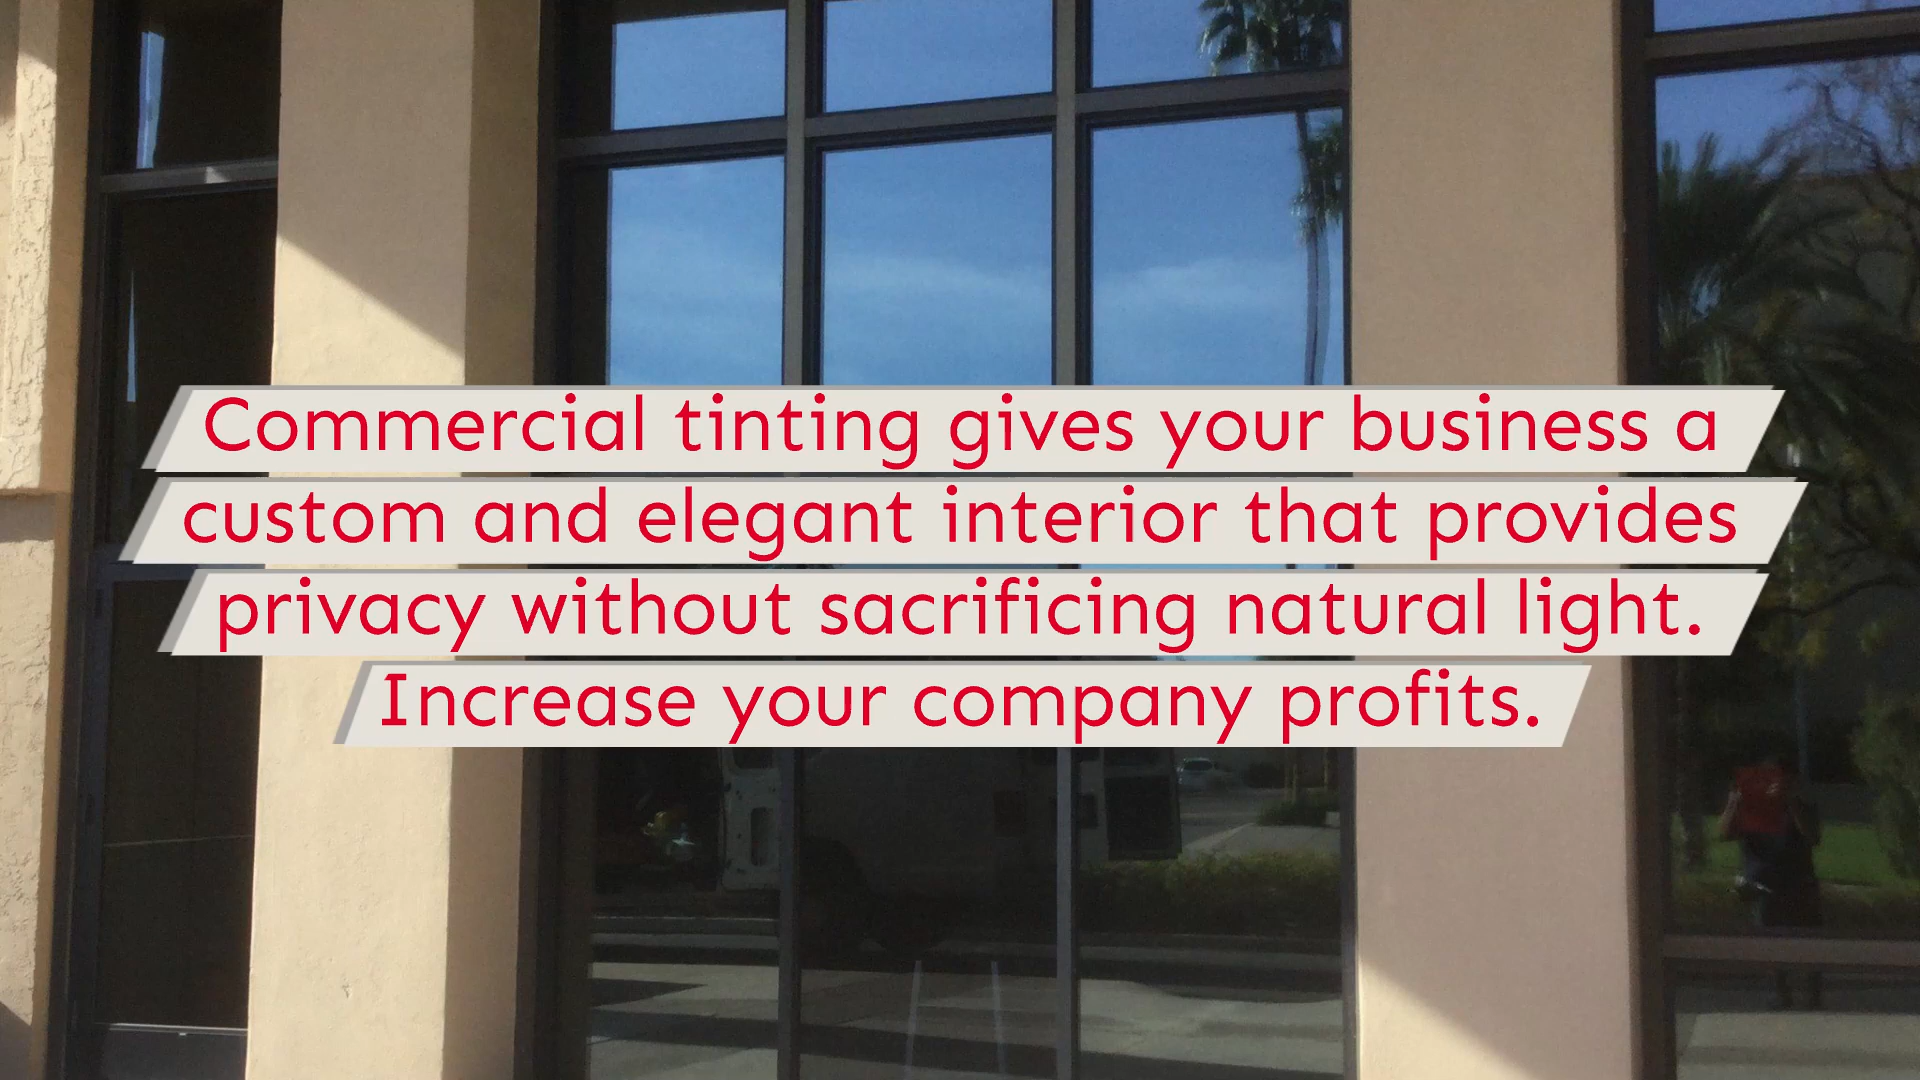 Commercial tinting gives your business a
custom and elegant interior that provides
privacy without sacrificing natural light.
Increase your company profits.